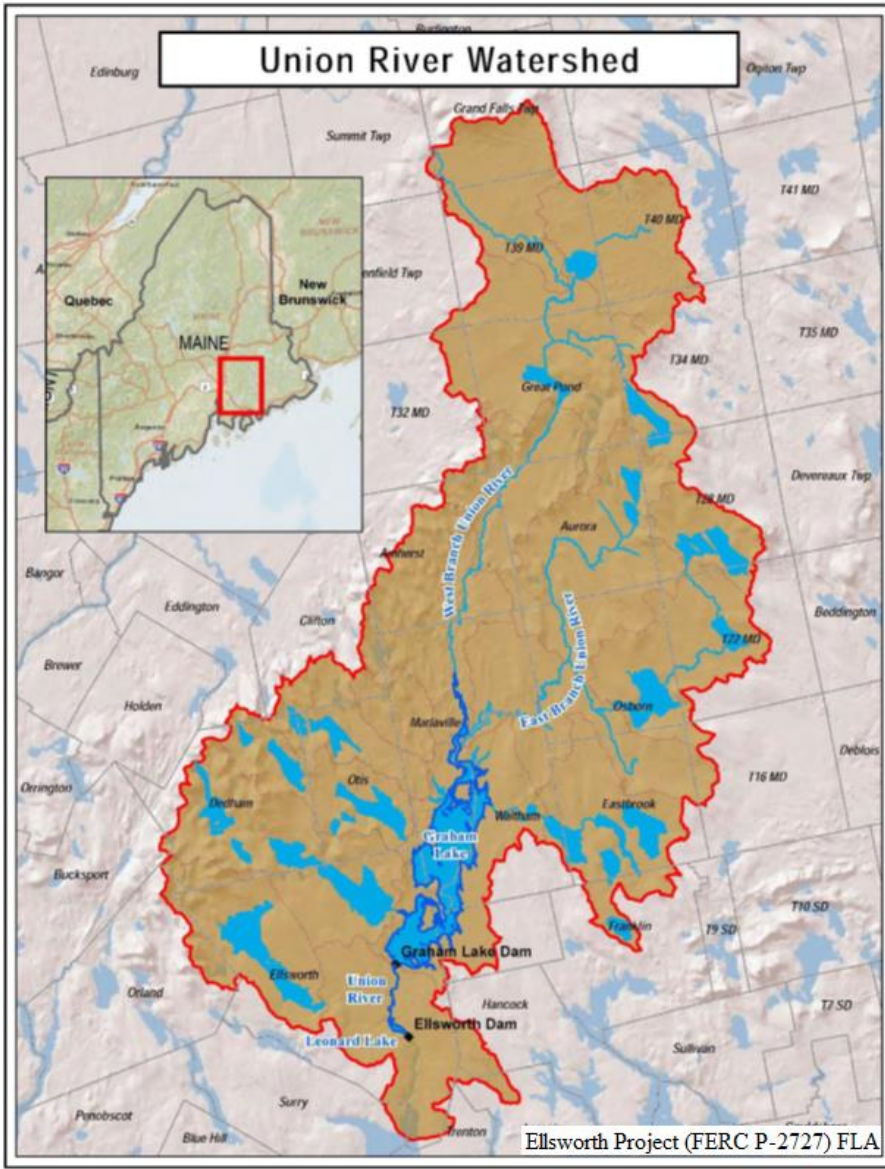 Union River Watershed
Burlington
Edinburg
Grand Falls Twp
Summit Twp
T41 MD
T40 MD
T39 MD
Quebec
New
Brunswick
MAINE
T35 MD
T34 MD
Great Pond
T32 MD
Devereaux Twp
T28 MD
West Branch Union River
Aurora
Amherst
Bangor
Eddington
Clifton
Beddington
Brewer
T22 MD
East Branch Union River
Holden
Osborn
Mariaville
Deblois
Orrington
Otis
T16 MD
Dedham
Eastbrook
Waltham
Graham
Lake
Bucksport
T10 SD
Franklin
T9 SD
Graham Lake Dam
Ellsworth
Union
River
Orland
Hancock
T7 SD
Ellsworth Dam
Leonard Lake
Sullivan
Surry
Penobscot
Blue Hill
Trenton
Ellsworth Project (FERC P-2727) FLA